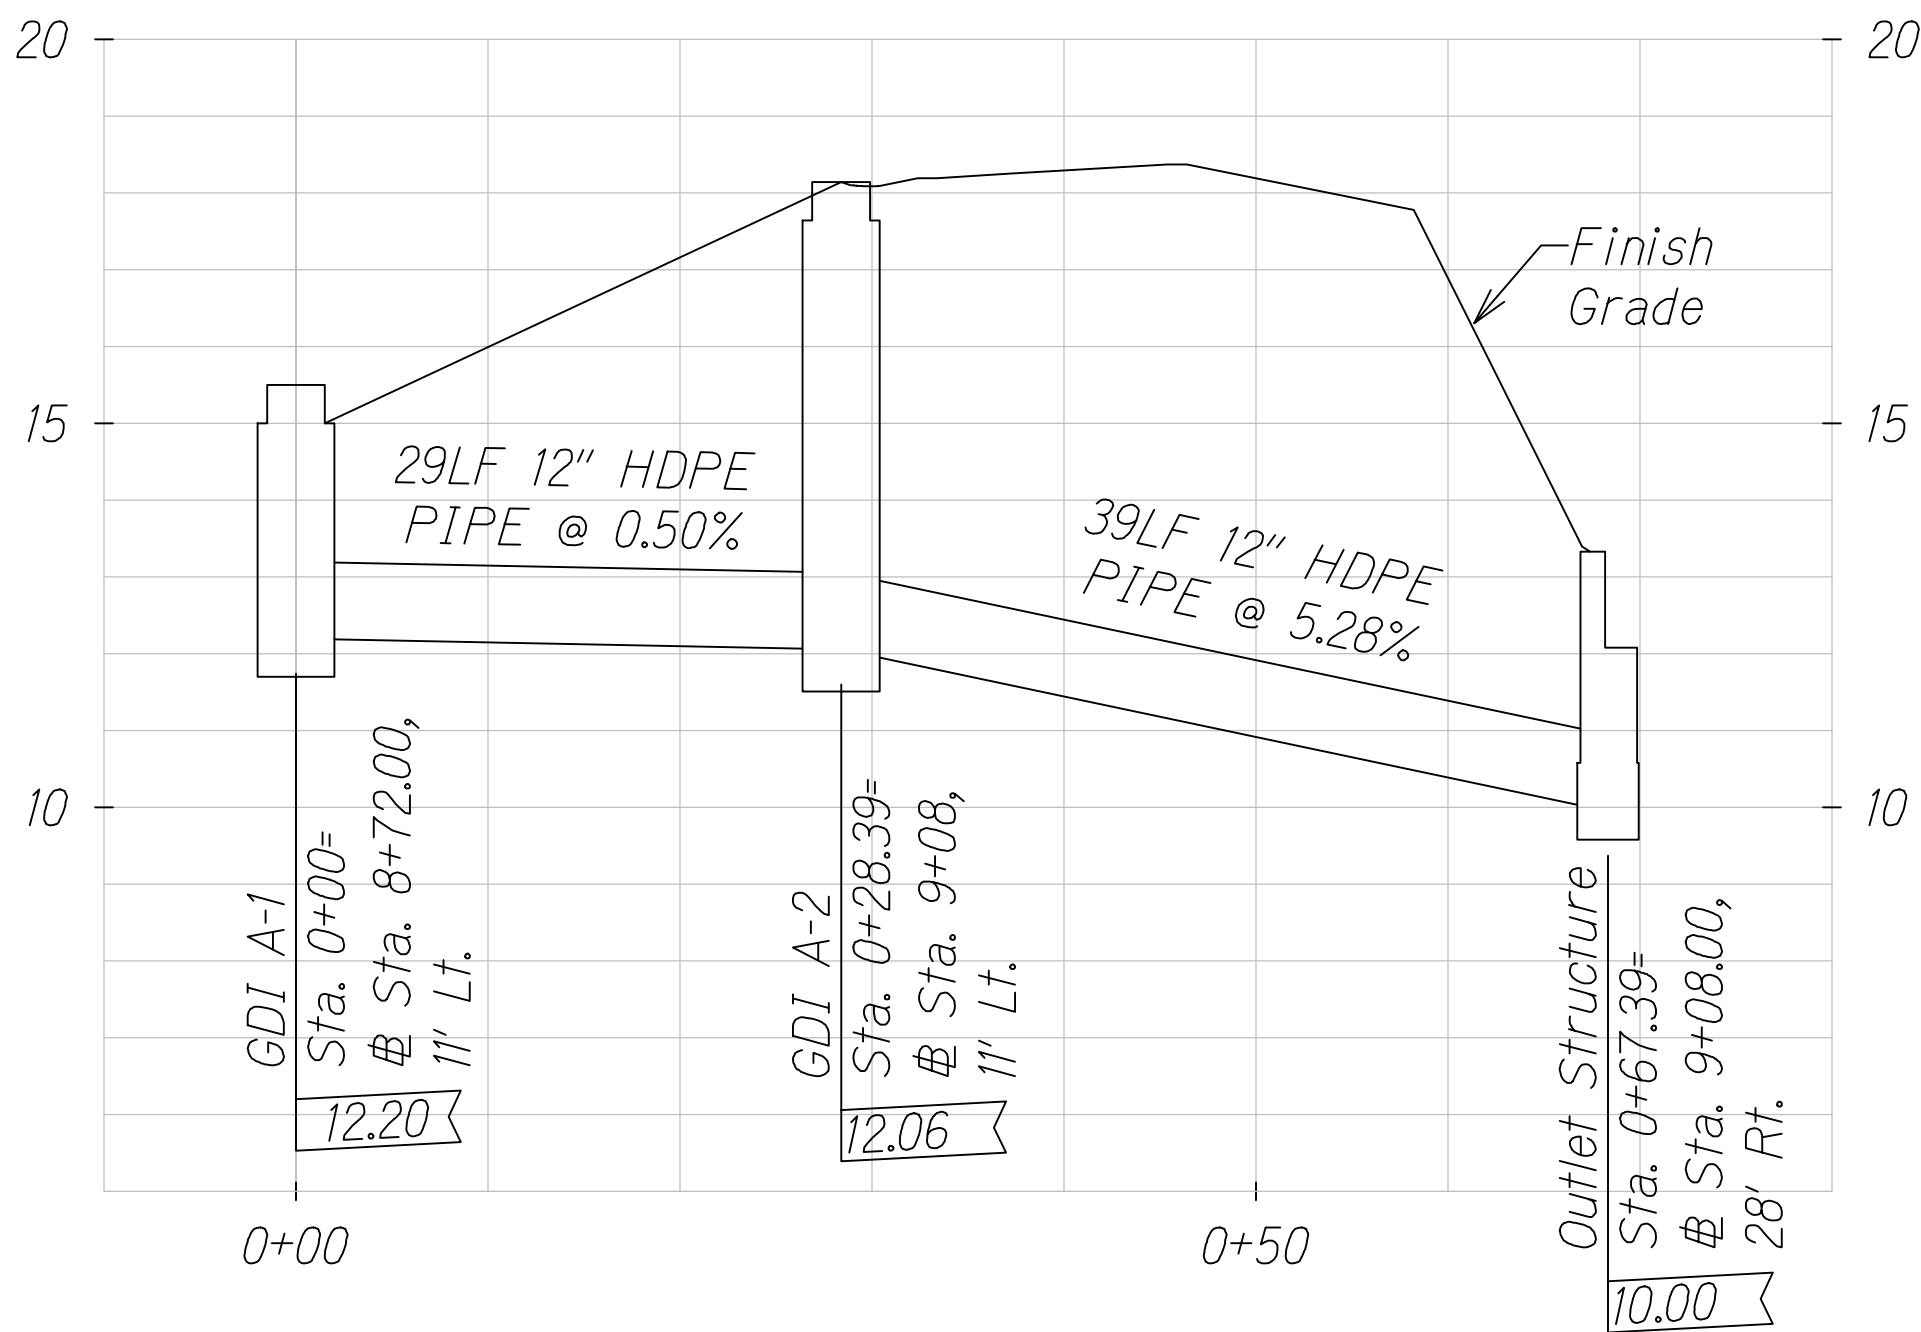 20
20
Finish
Grade
15
15
29LF 12" HDPE
PIPE @ 0.50%
39LF 12" HDPE
PIPE @ 5.28%
10
10
GDI A-1
Sta. 0+00=
BL Sta. 8+72.00,
11' Lt.
12.20
GDI A-2
Sta. 0+28.39=
BL Sta. 9+08,
11' Lt.
12.06
Outlet Structure
Sta. 0+67.39=
BL Sta. 9+08.00,
28' Rt.
10.00
0+00
0+50